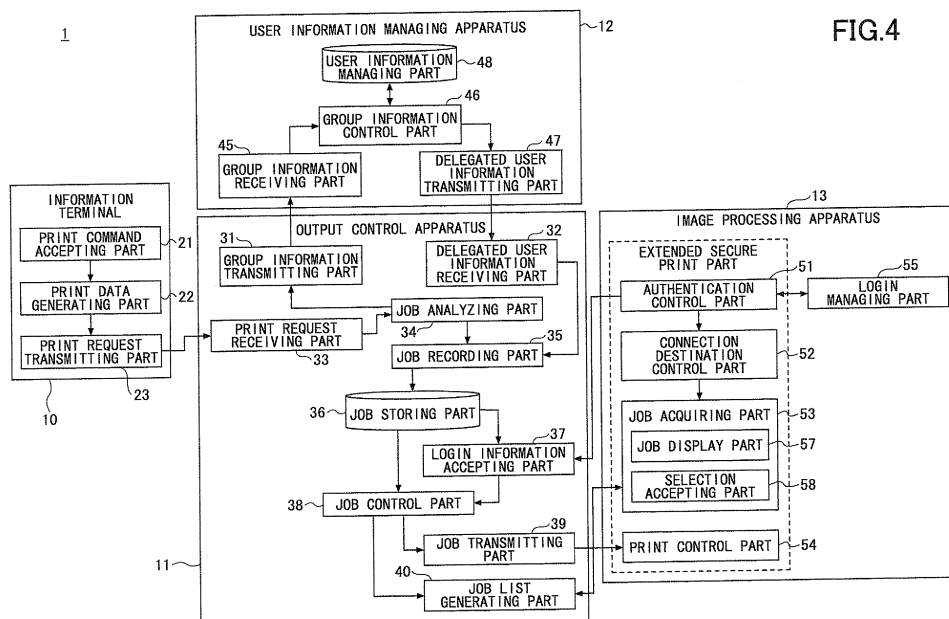 1
FIG.4
USER INFORMATION MANAGING APPARATUS
12
USER INFORMATION
MANAGING PART
48
46
GROUP INFORMATION
CONTROL PART
45
GROUP INFORMATION
RECEIVING PART
47
DELEGATED USER
INFORMATION
TRANSMITTING PART
INFORMATION
TERMINAL
PRINT COMMAND
ACCEPTING PART
21
PRINT DATA
GENERATING PART
22
PRINT REQUEST
TRANSMITTING PART
23
10
OUTPUT CONTROL APPARATUS
31
GROUP INFORMATION
TRANSMITTING PART
32
DELEGATED USER
INFORMATION
RECEIVING PART
PRINT REQUEST
RECEIVING PART
33
JOB ANALYZING PART
34
35
JOB RECORDING PART
36
JOB STORING PART
37
LOGIN INFORMATION
ACCEPTING PART
38
JOB CONTROL PART
39
JOB TRANSMITTING
PART
40
JOB LIST
GENERATING PART
11
13
IMAGE PROCESSING APPARATUS
EXTENDED SECURE
PRINT PART
51
AUTHENTICATION
CONTROL PART
55
LOGIN
MANAGING PART
CONNECTION
DESTINATION
CONTROL PART
52
JOB ACQUIRING PART
53
JOB DISPLAY PART
57
SELECTION
ACCEPTING PART
58
PRINT CONTROL PART
54